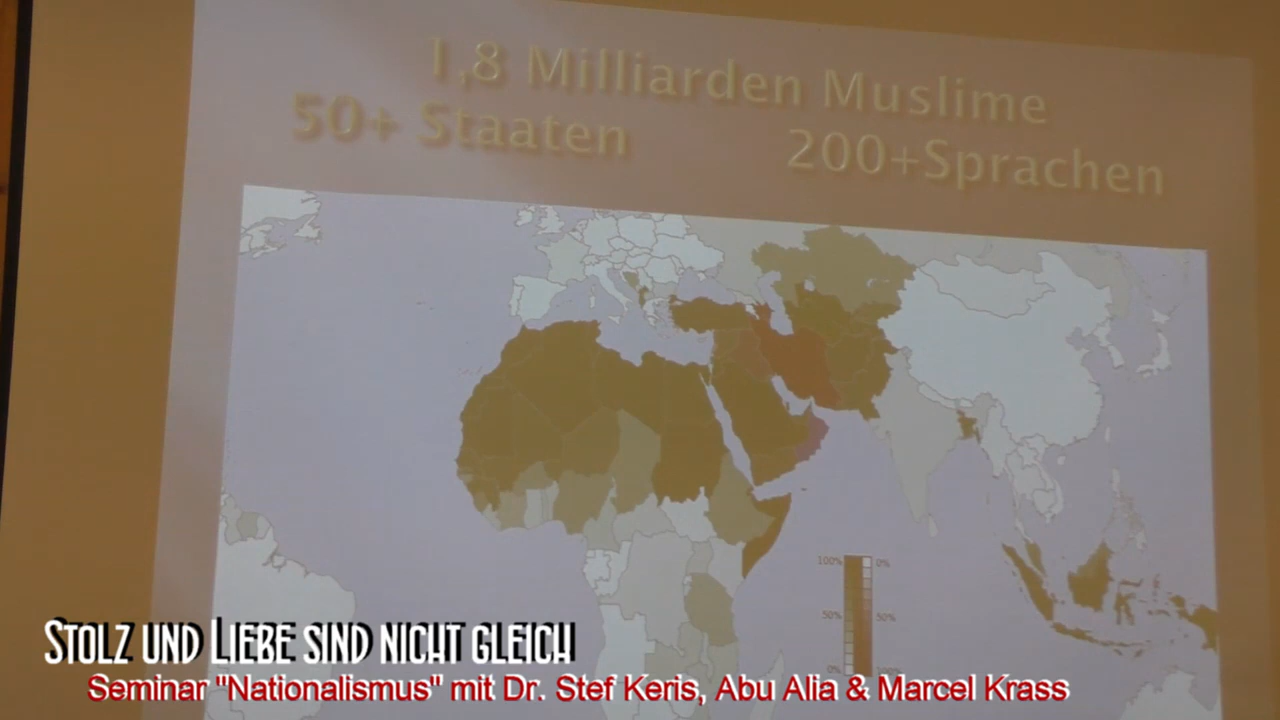 1,8 Milliarden Muslime
50+ Staaten 200+Sprachen
100% 0%
50% 50%
0% 100%
STOLZ UND LIEBE SIND NICHT GLEICH
Seminar "Nationalismus" mit Dr. Stef Keris, Abu Alia & Marcel Krass